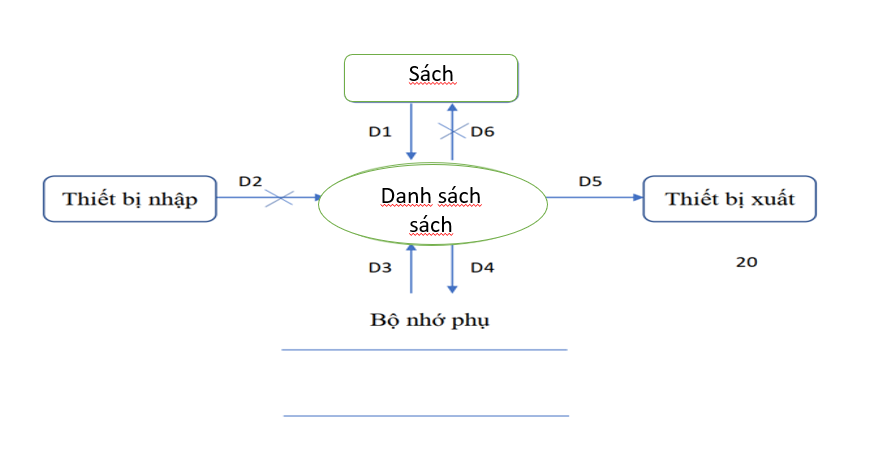 Sách
D1
D6
D2
D5
Thiết bị nhập
Danh sách
sách
Thiết bị xuất
D3
D4
20
Bộ nhớ phụ